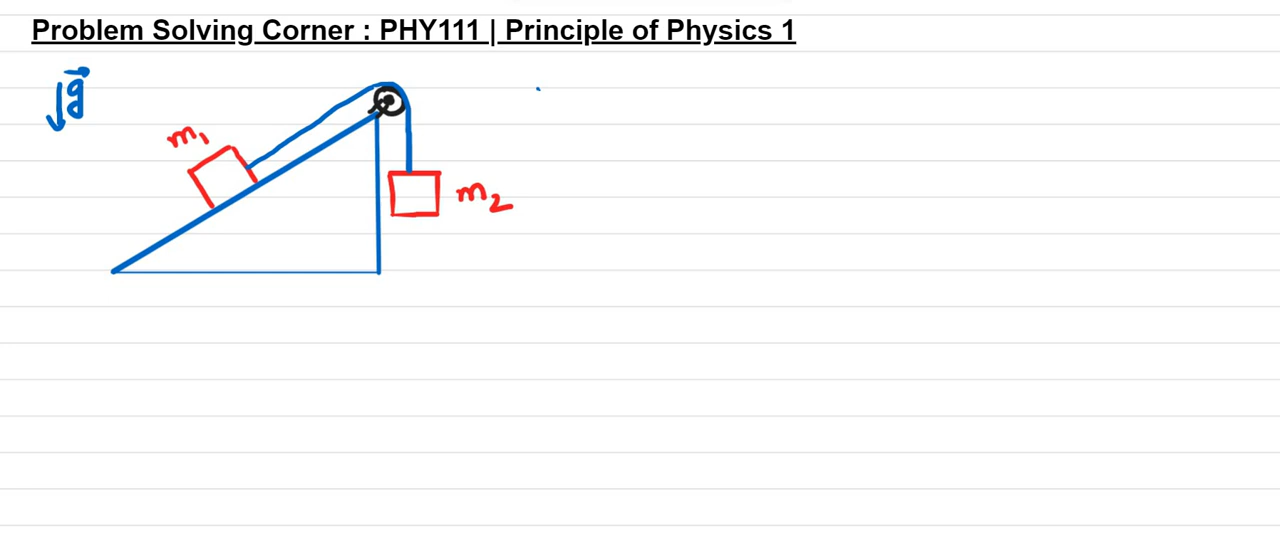 Problem Solving Corner : PHY111 | Principle of Physics 1
g⃗
m₁
m₂